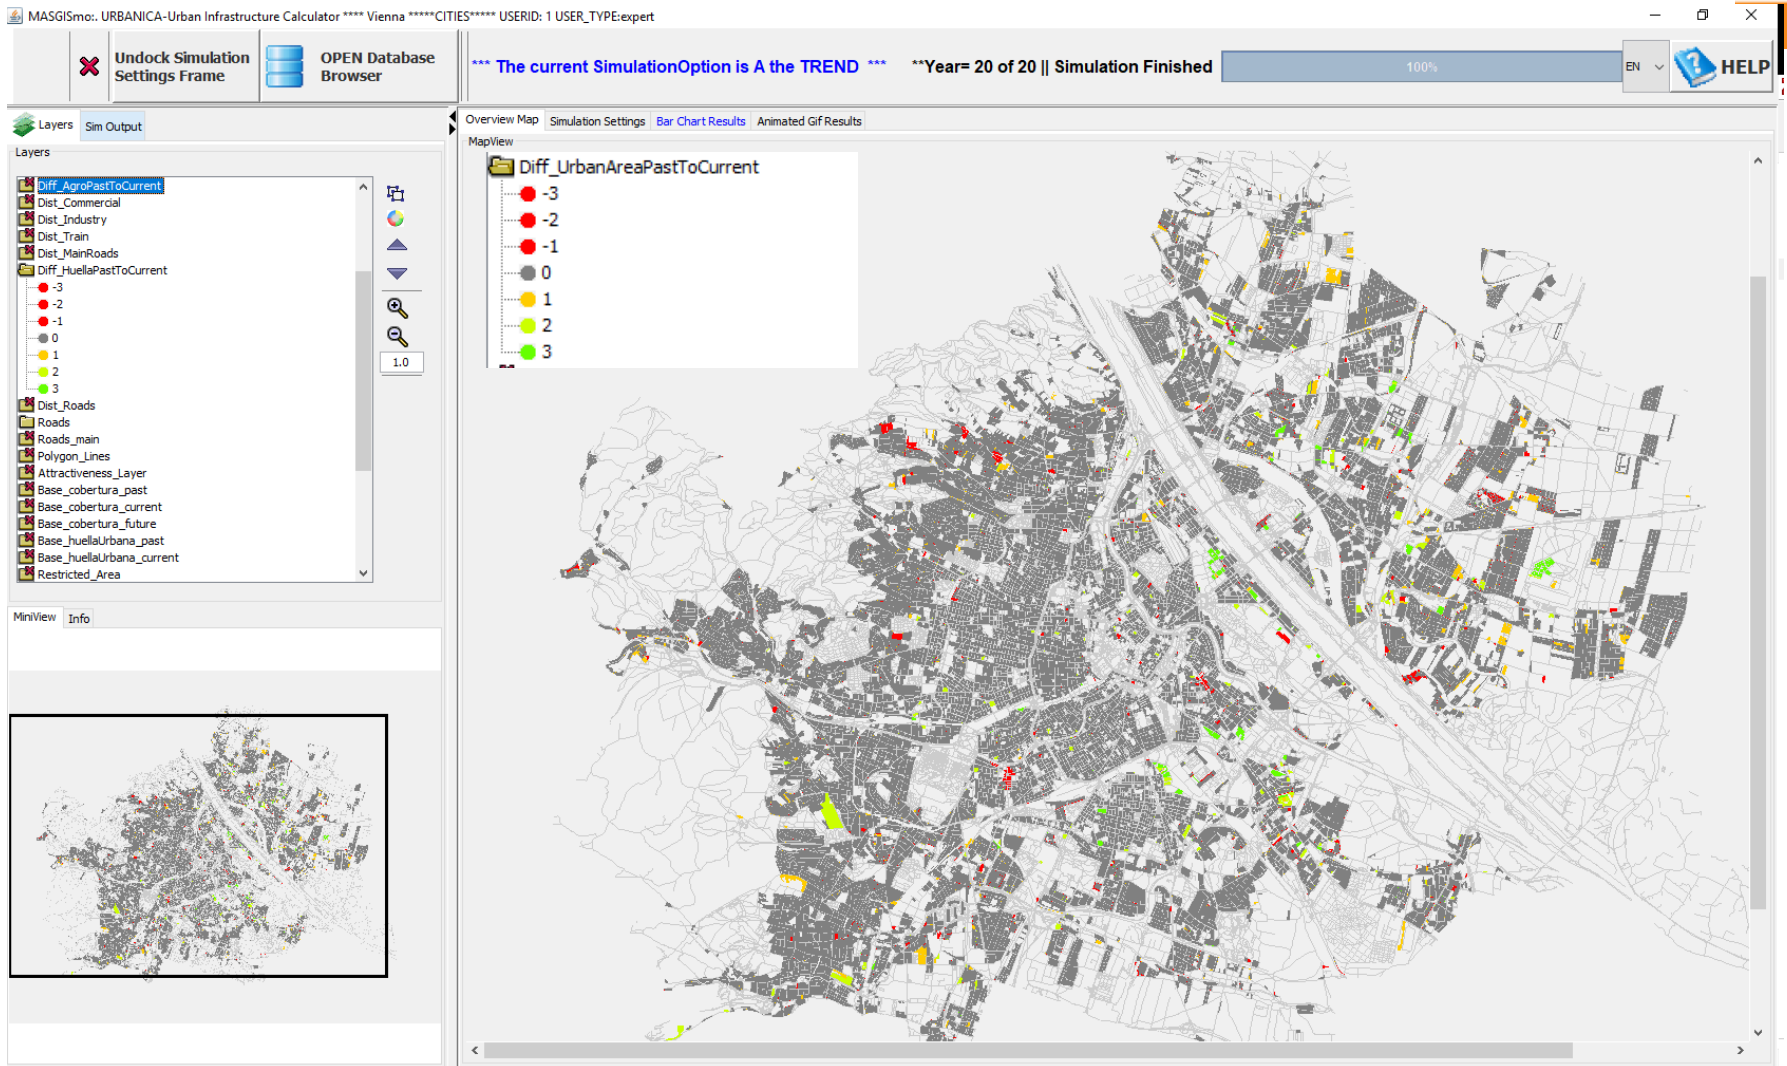 MASGISmo:. URBANICA-Urban Infrastructure Calculator **** Vienna *****CITIES***** USERID: 1 USER_TYPE:expert
Undock Simulation
Settings Frame
OPEN Database
Browser
*** The current SimulationOption is A the TREND ***
**Year= 20 of 20 || Simulation Finished
100%
EN
HELP
Layers
Sim Output
Layers
Diff_AgroPastToCurrent
Dist_Commercial
Dist_Industry
Dist_Train
Dist_MainRoads
Diff_HuellaPastToCurrent
-3
-2
-1
0
1
2
3
Dist_Roads
Roads
Roads_main
Polygon_Lines
Attractiveness_Layer
Base_cobertura_past
Base_cobertura_current
Base_cobertura_future
Base_huellaUrbana_past
Base_huellaUrbana_current
Restricted_Area
1.0
MiniView
Info
Overview Map
Simulation Settings
Bar Chart Results
Animated Gif Results
MapView
Diff_UrbanAreaPastToCurrent
-3
-2
-1
0
1
2
3